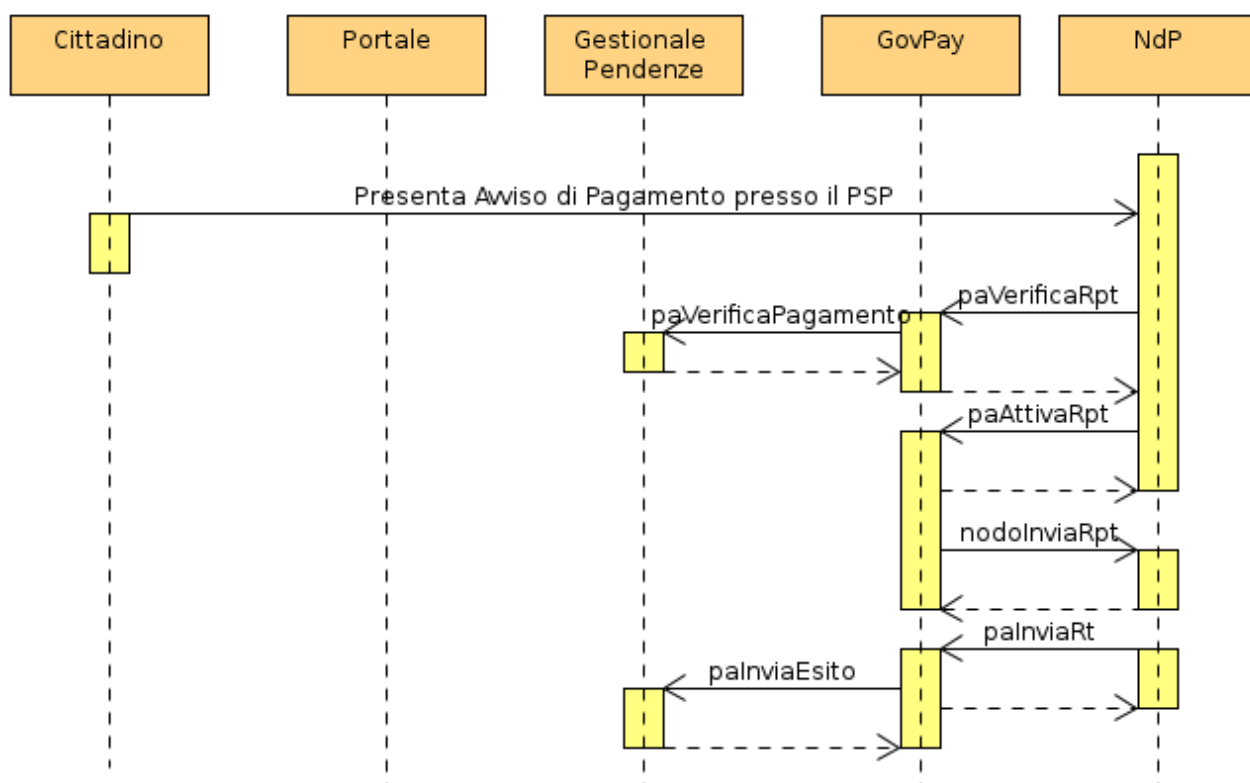 Cittadino
Portale
Gestionale
Pendenze
GovPay
NdP
Presenta Avviso di Pagamento presso il PSP
paVerificaRpt
paVerificaPagamento
paAttivaRpt
nodoInviaRpt
paInviaRt
paInviaEsito